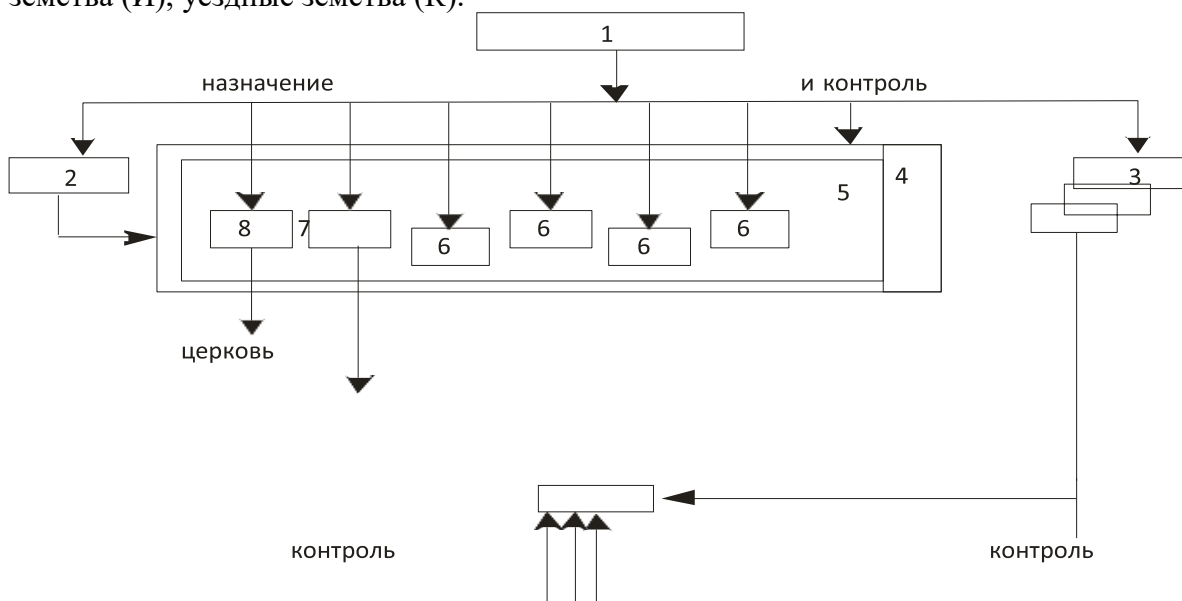 земства (И), уездные земства (К).
1
назначение и контроль
2 4 3
5
8 7 6 6 6 6
церковь
контроль контроль